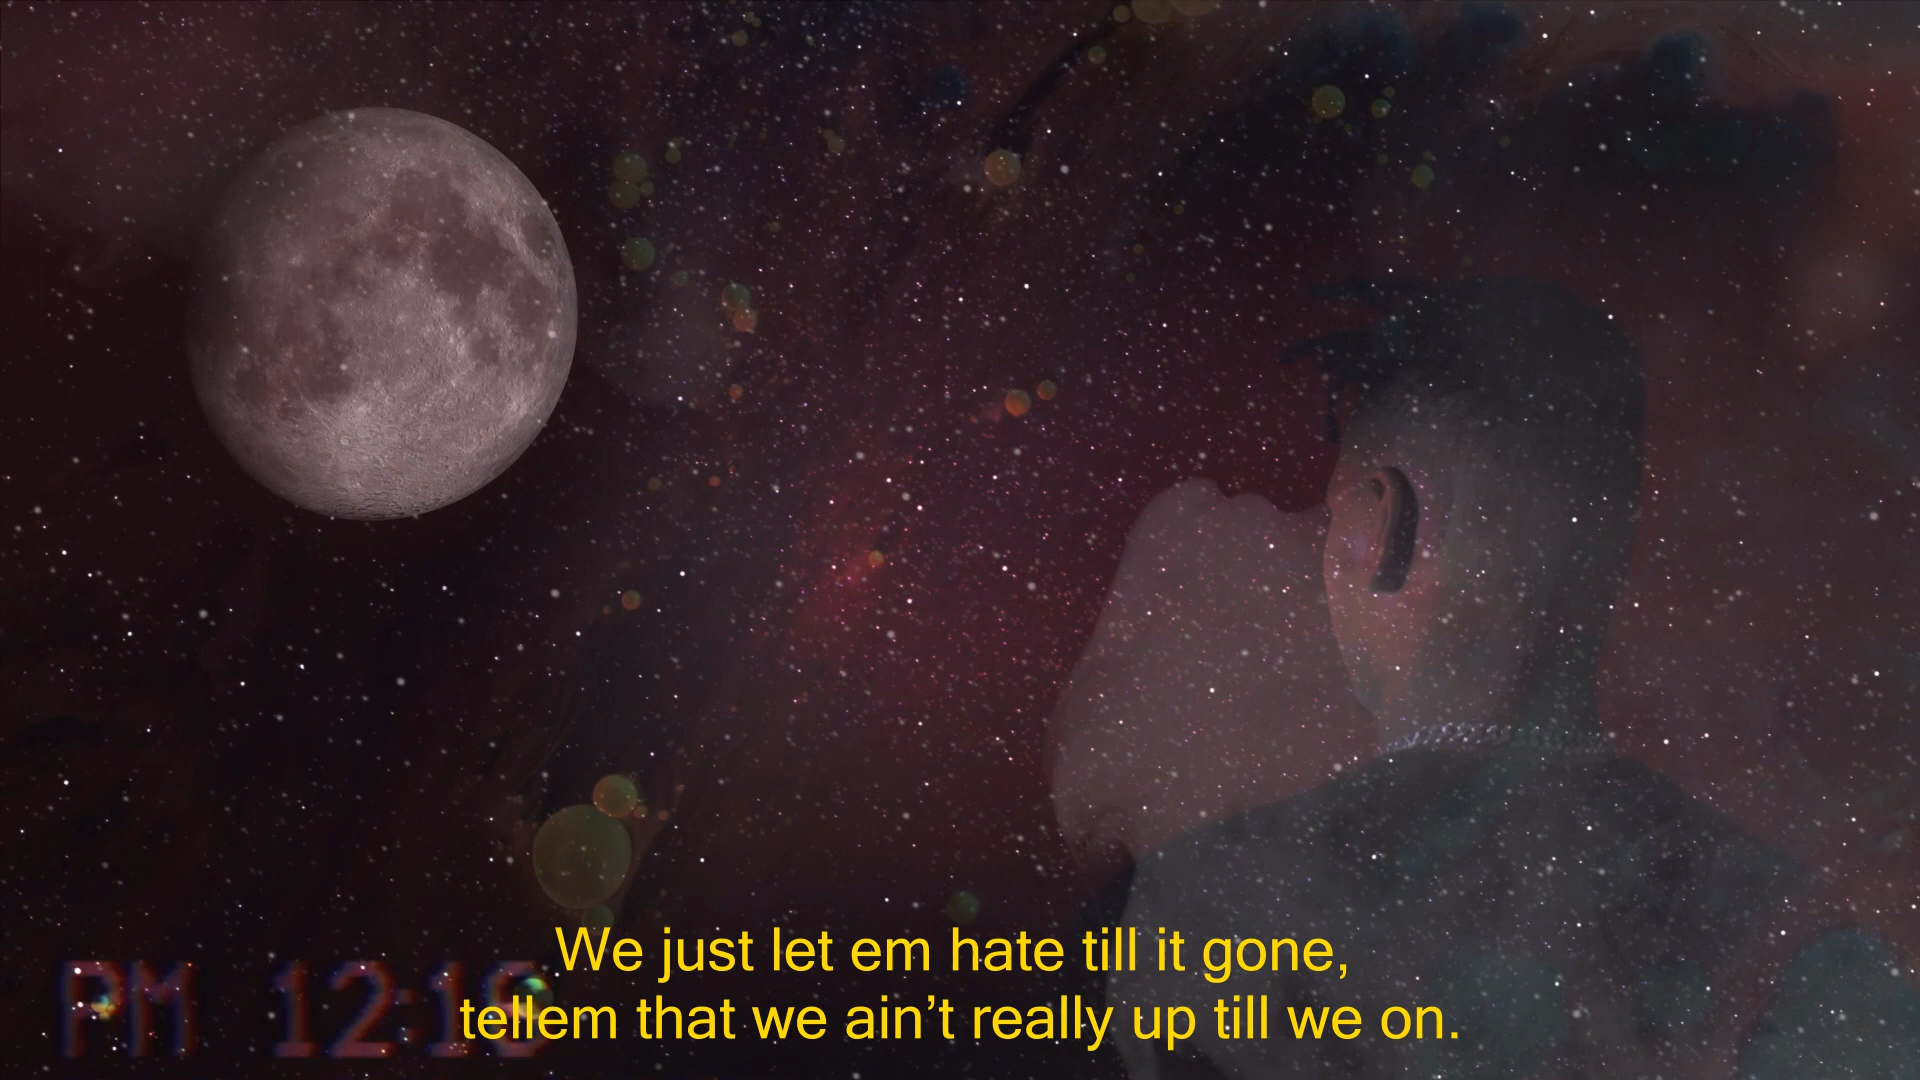 We just let em hate till it gone,
tellem that we ain’t really up till we on.
PM 12:1